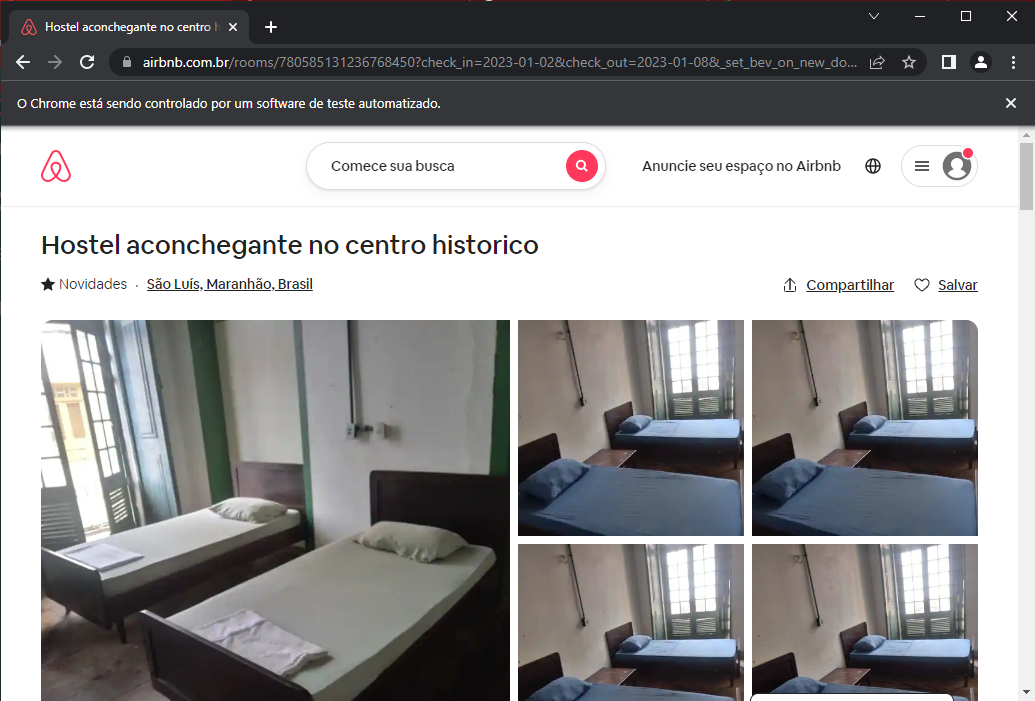 Hostel aconchegante no centro h
airbnb.com.br/rooms/780585131236768450?check_in=2023-01-02&check_out=2023-01-08&_set_bev_on_new_do...
O Chrome está sendo controlado por um software de teste automatizado.
Comece sua busca
Anuncie seu espaço no Airbnb
Hostel aconchegante no centro historico
Novidades · São Luís, Maranhão, Brasil
Compartilhar
Salvar